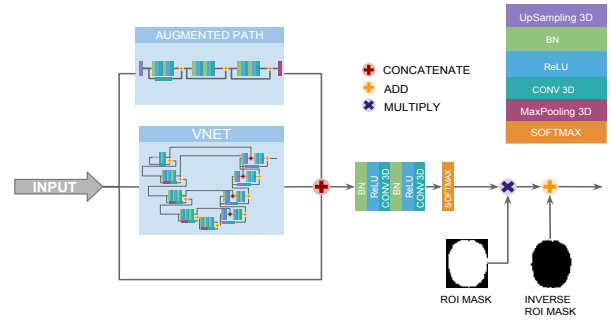 AUGMENTED PATH
UpSampling 3D
BN
ReLU
CONV 3D
MaxPooling 3D
SOFTMAX
CONCATENATE
ADD
MULTIPLY
VNET
INPUT
BN
ReLU
CONV 3D
BN
ReLU
CONV 3D
SOFTMAX
ROI MASK
INVERSE
ROI MASK